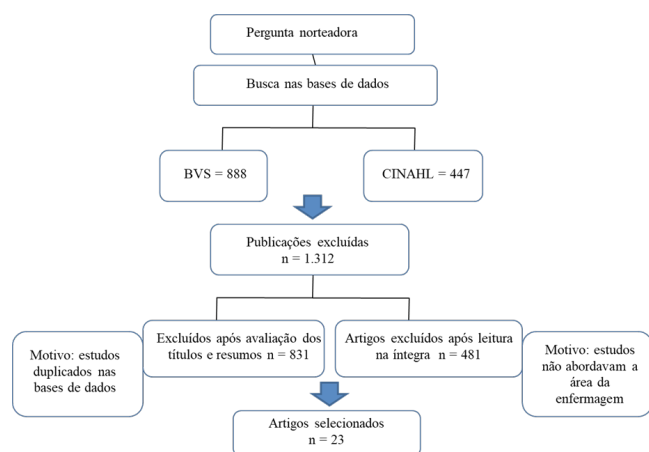 Pergunta norteadora
Busca nas bases de dados
BVS = 888
CINAHL = 447
Publicações excluídas
n = 1.312
Motivo: estudos
duplicados nas
bases de dados
Excluídos após avaliação dos
títulos e resumos n = 831
Artigos excluídos após leitura
na íntegra n = 481
Motivo: estudos
não abordavam a
área da
enfermagem
Artigos selecionados
n = 23